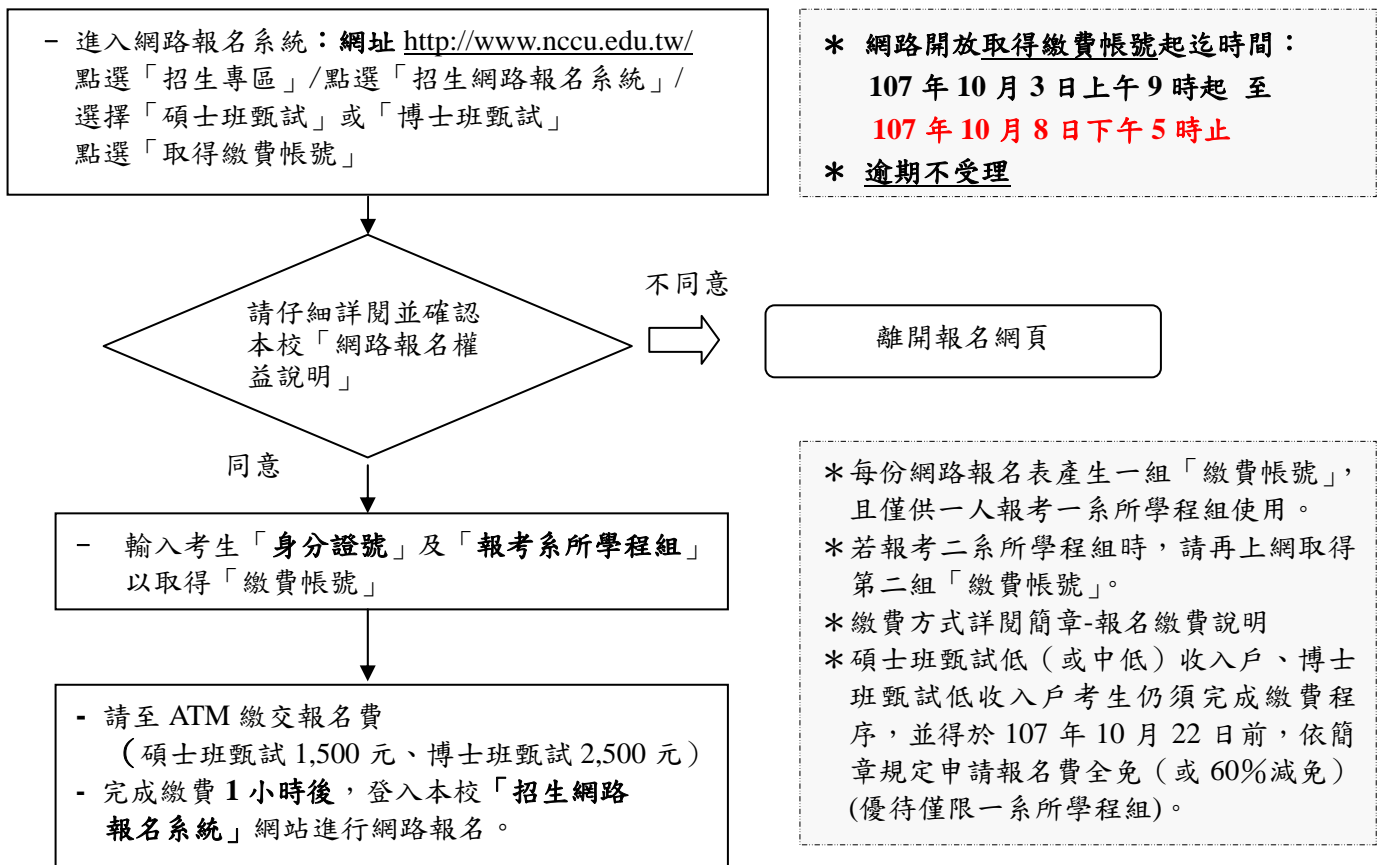 - 進入網路報名系統：網址 http://www.nccu.edu.tw/
點選「招生專區」/點選「招生網路報名系統」/
選擇「碩士班甄試」或「博士班甄試」
點選「取得繳費帳號」
＊ 網路開放取得繳費帳號起迄時間：
107 年 10 月 3 日上午 9 時起 至
107 年 10 月 8 日下午 5 時止
＊ 逾期不受理
請仔細詳閱並確認
本校「網路報名權
益說明」
不同意
離開報名網頁
同意
- 輸入考生「身分證號」及「報考系所學程組」
以取得「繳費帳號」
- 請至 ATM 繳交報名費
（碩士班甄試 1,500 元、博士班甄試 2,500 元）
- 完成繳費 1 小時後，登入本校「招生網路
報名系統」網站進行網路報名。
＊每份網路報名表產生一組「繳費帳號」，
且僅供一人報考一系所學程組使用。
＊若報考二系所學程組時，請再上網取得
第二組「繳費帳號」。
＊繳費方式詳閱簡章-報名繳費說明
＊碩士班甄試低（或中低）收入戶、博士
班甄試低收入戶考生仍須完成繳費程
序，並得於 107 年 10 月 22 日前，依簡
章規定申請報名費全免（或 60％減免）
(優待僅限一系所學程組)。